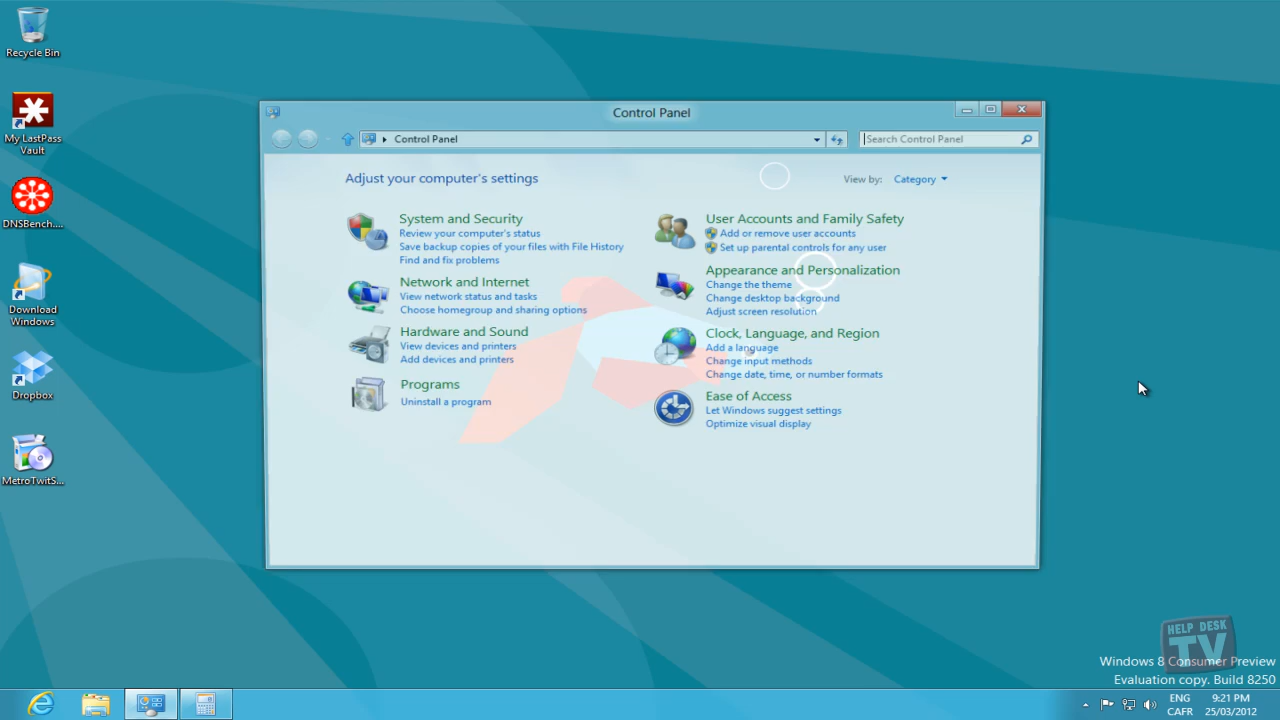 Recycle Bin
My LastPass
Vault
DNSBench....
Download
Windows
Dropbox
MetroTwitS...
Control Panel
Control Panel
Search Control Panel
Adjust your computer's settings
View by: Category
System and Security
Review your computer's status
Save backup copies of your files with File History
Find and fix problems
Network and Internet
View network status and tasks
Choose homegroup and sharing options
Hardware and Sound
View devices and printers
Add devices and printers
Programs
Uninstall a program
User Accounts and Family Safety
Add or remove user accounts
Set up parental controls for any user
Appearance and Personalization
Change the theme
Change desktop background
Adjust screen resolution
Clock, Language, and Region
Add a language
Change input methods
Change date, time, or number formats
Ease of Access
Let Windows suggest settings
Optimize visual display
HELP DESK
TV
Windows 8 Consumer Preview
Evaluation copy. Build 8250
ENG
CAFR
9:21 PM
25/03/2012